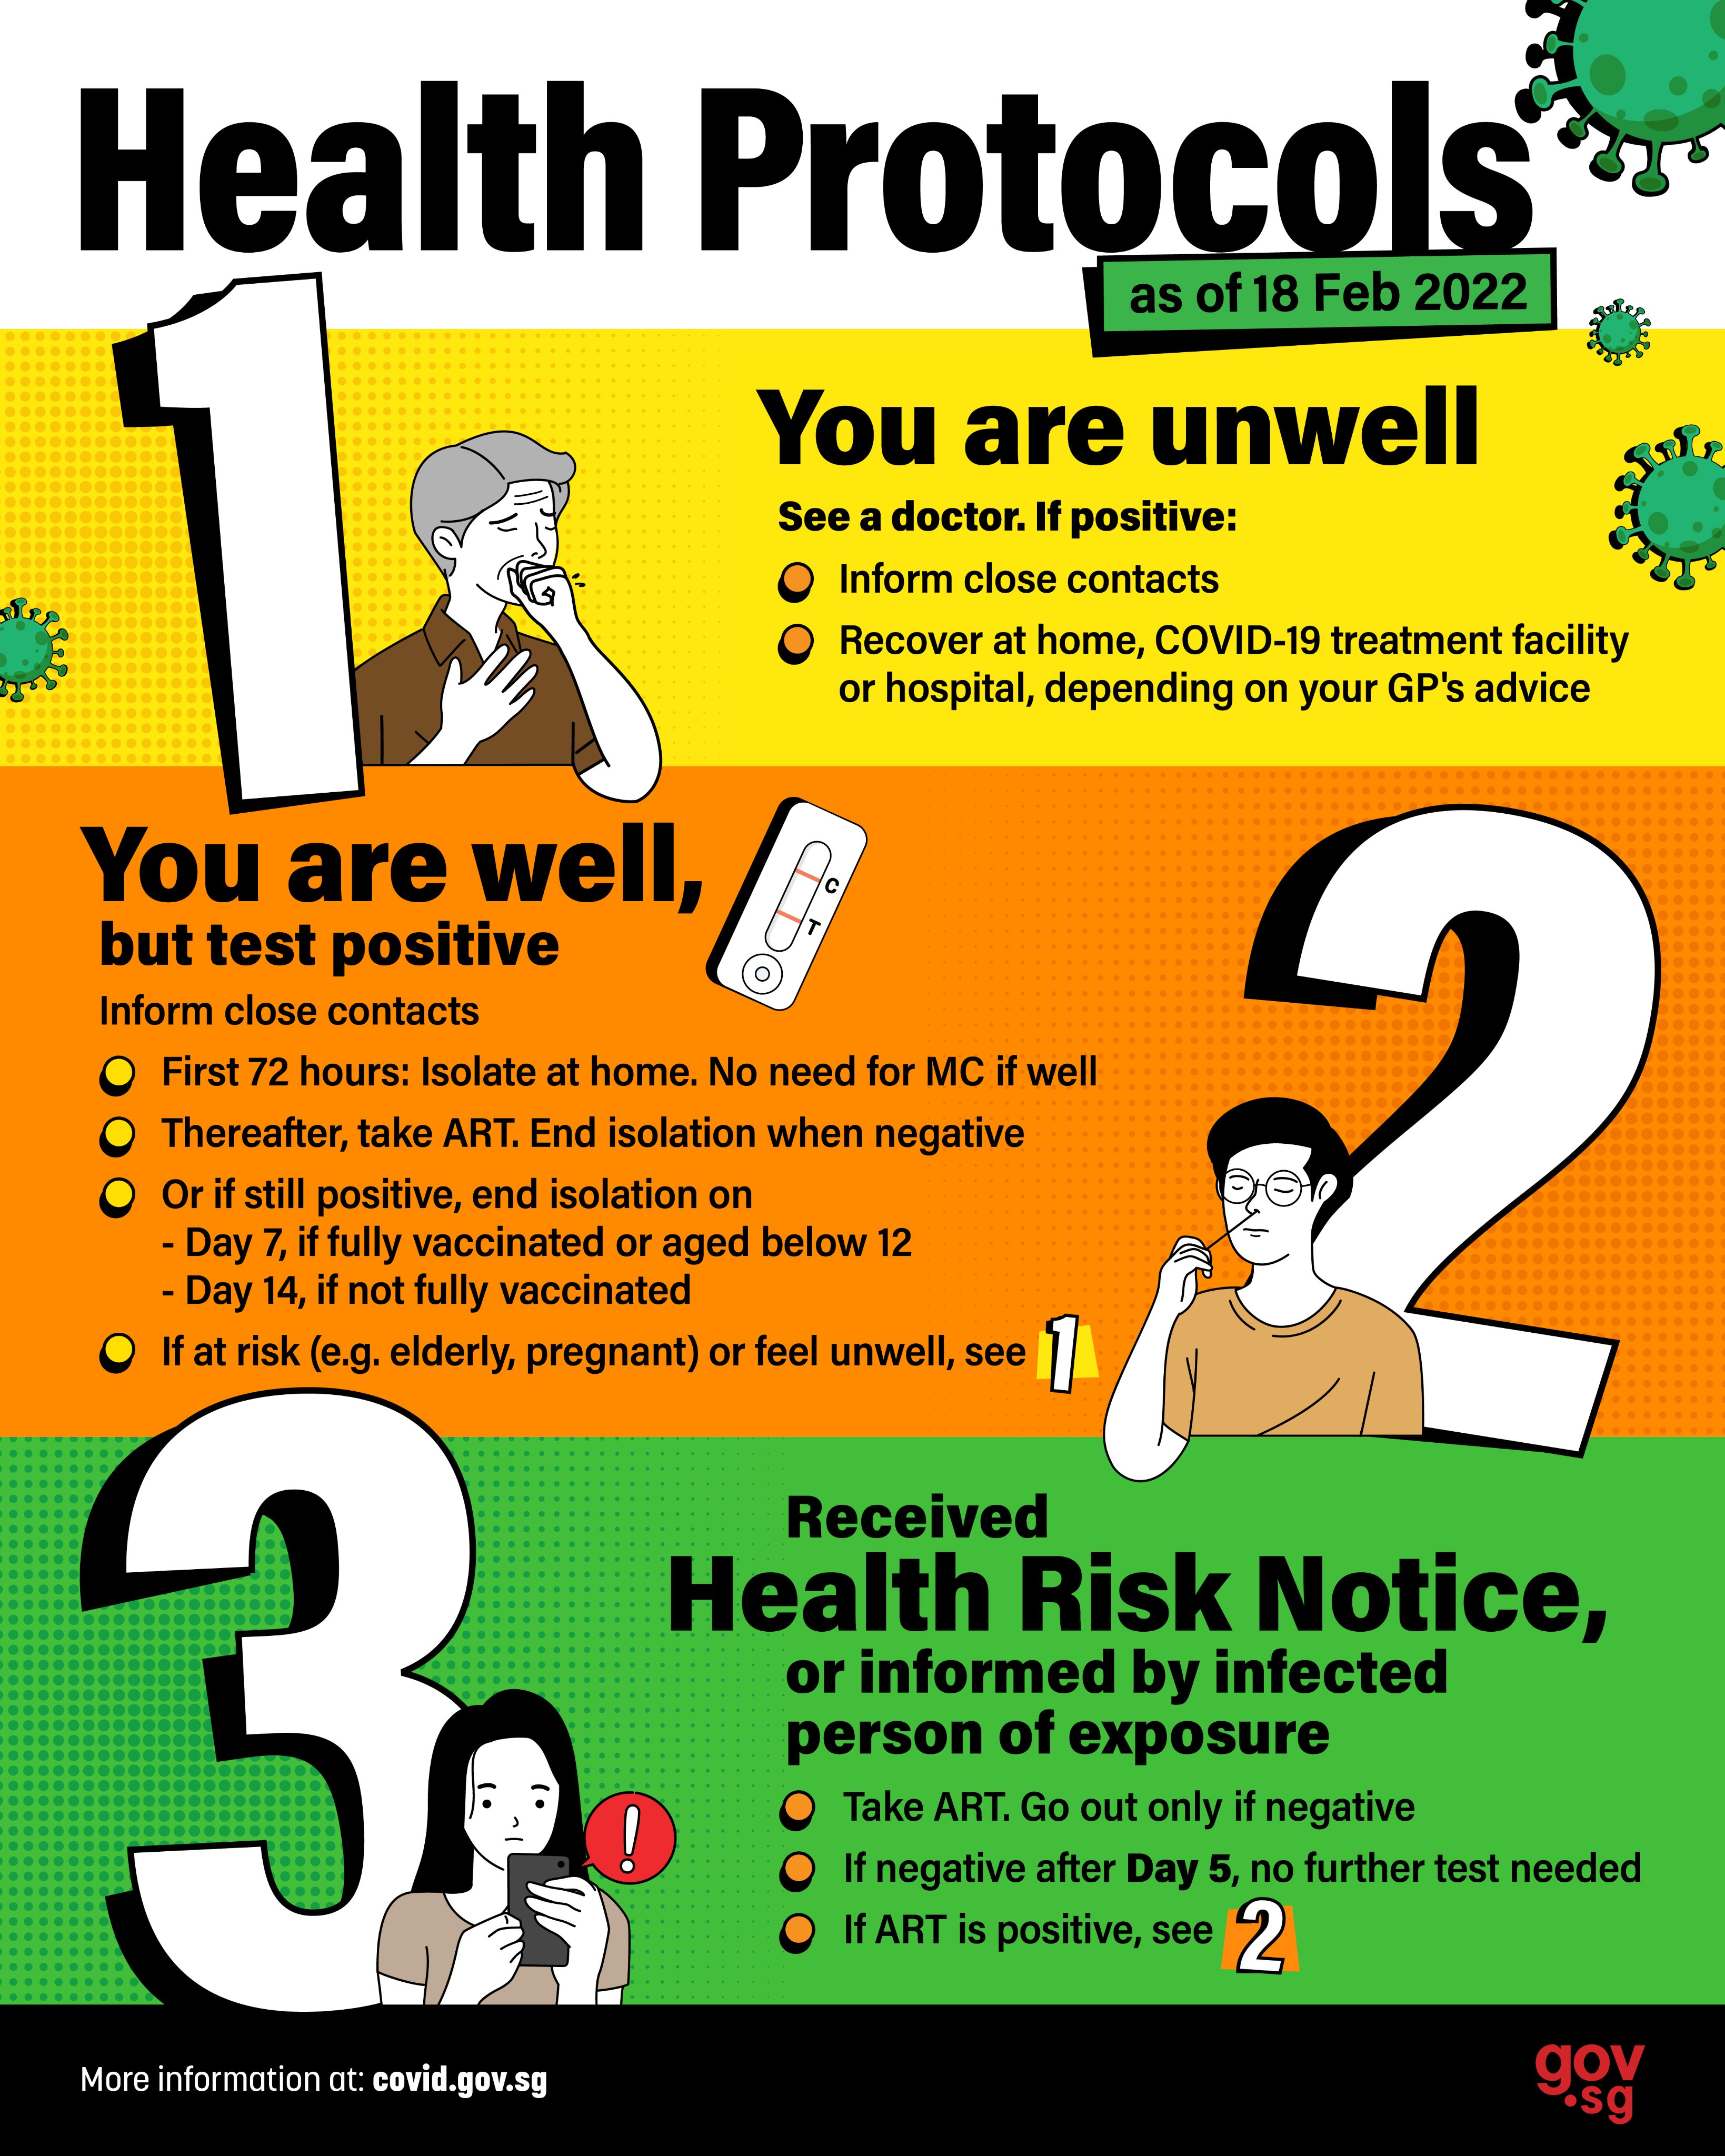 Health Protocols
as of 18 Feb 2022
1
You are unwell
See a doctor. If positive:
Inform close contacts
Recover at home, COVID-19 treatment facility
or hospital, depending on your GP's advice
2
You are well,
but test positive
C
T
Inform close contacts
First 72 hours: Isolate at home. No need for MC if well
Thereafter, take ART. End isolation when negative
Or if still positive, end isolation on
- Day 7, if fully vaccinated or aged below 12
- Day 14, if not fully vaccinated
If at risk (e.g. elderly, pregnant) or feel unwell, see 1
3
Received
Health Risk Notice,
or informed by infected
person of exposure
!
Take ART. Go out only if negative
If negative after Day 5, no further test needed
If ART is positive, see 2
More information at: covid.gov.sg
gov
.sg